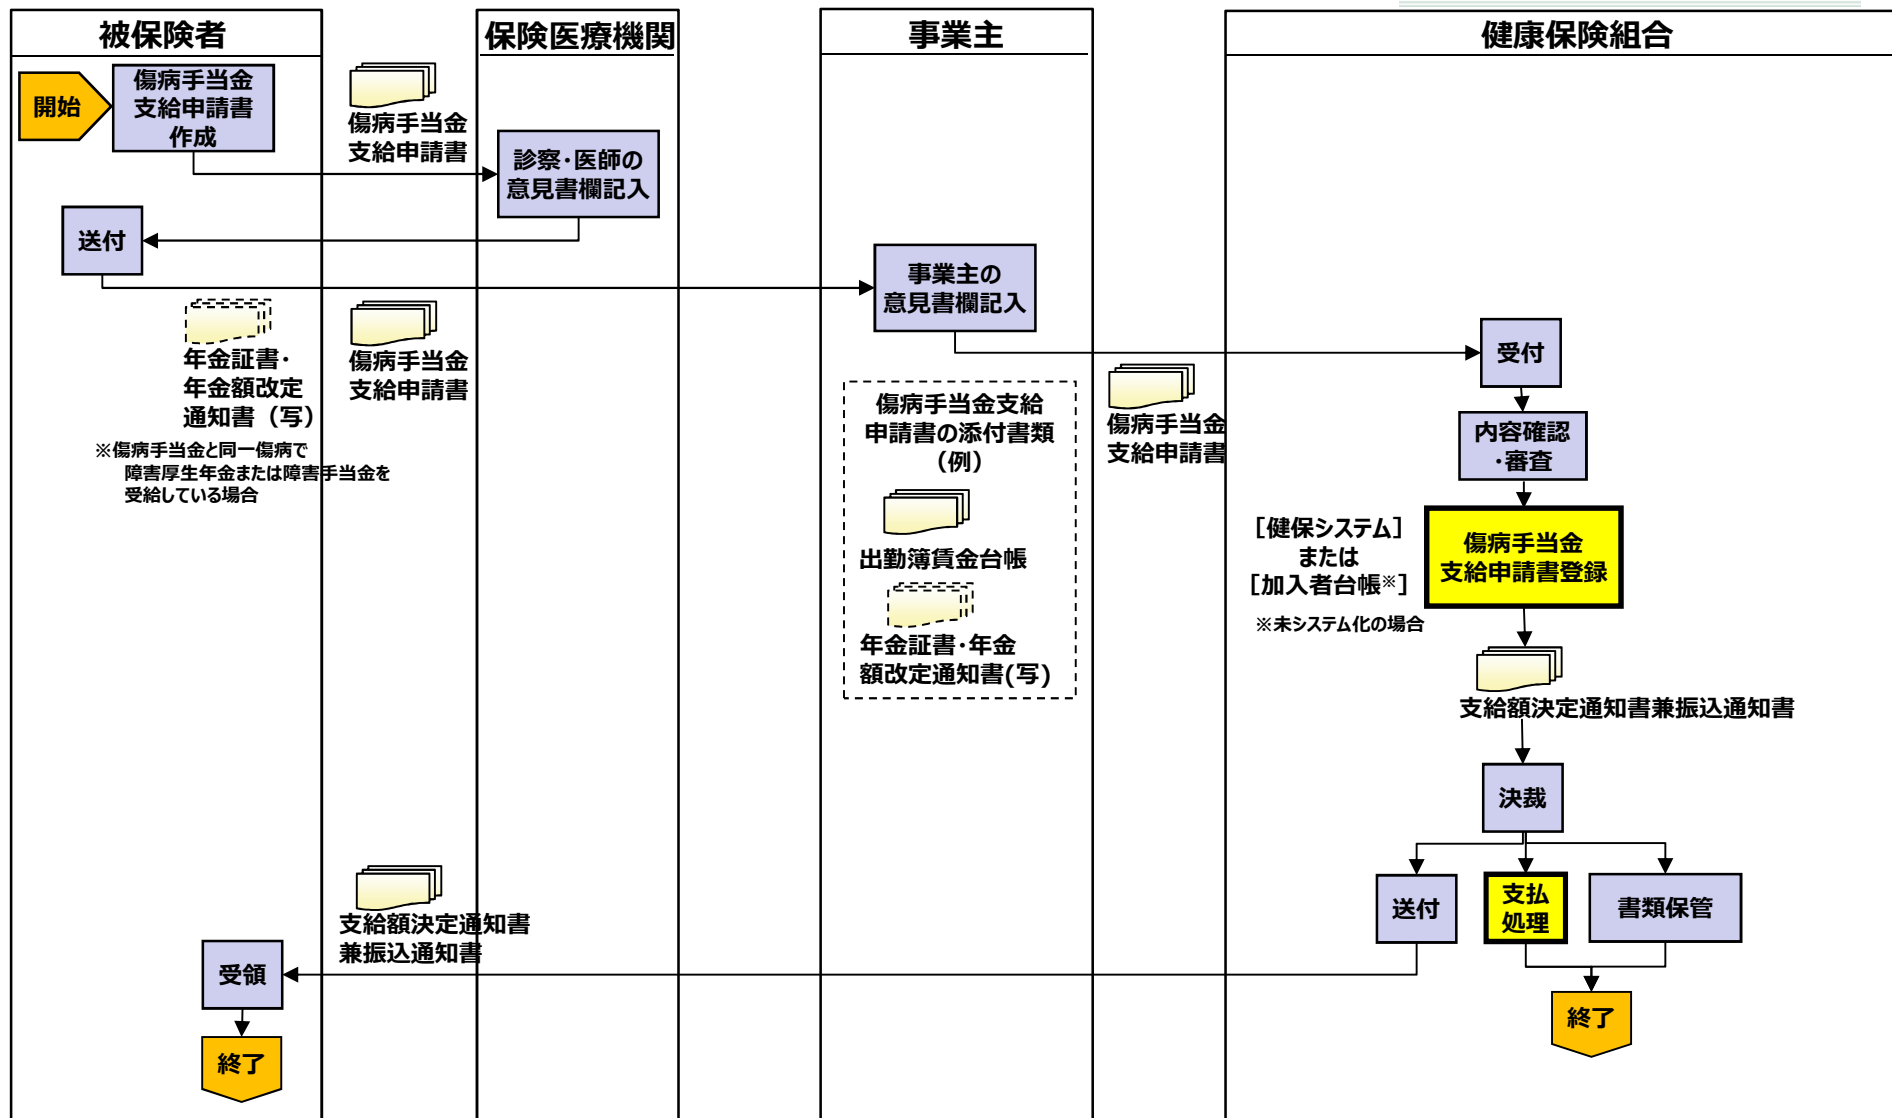 被保険者
保険医療機関
事業主
健康保険組合
開始
傷病手当金
支給申請書
作成
傷病手当金
支給申請書
診察・医師の
意見書欄記入
送付
事業主の
意見書欄記入
年金証書・
年金額改定
通知書（写）
傷病手当金
支給申請書
※傷病手当金と同一傷病で
障害厚生年金または障害手当金を
受給している場合
傷病手当金支給
申請書の添付書類
（例）
出勤簿賃金台帳
年金証書・年金
額改定通知書(写)
傷病手当金
支給申請書
受付
内容確認
・審査
［健保システム］
または
［加入者台帳※］
※未システム化の場合
傷病手当金
支給申請書登録
支給額決定通知書兼振込通知書
決裁
送付
支払
処理
書類保管
支給額決定通知書
兼振込通知書
受領
終了
終了